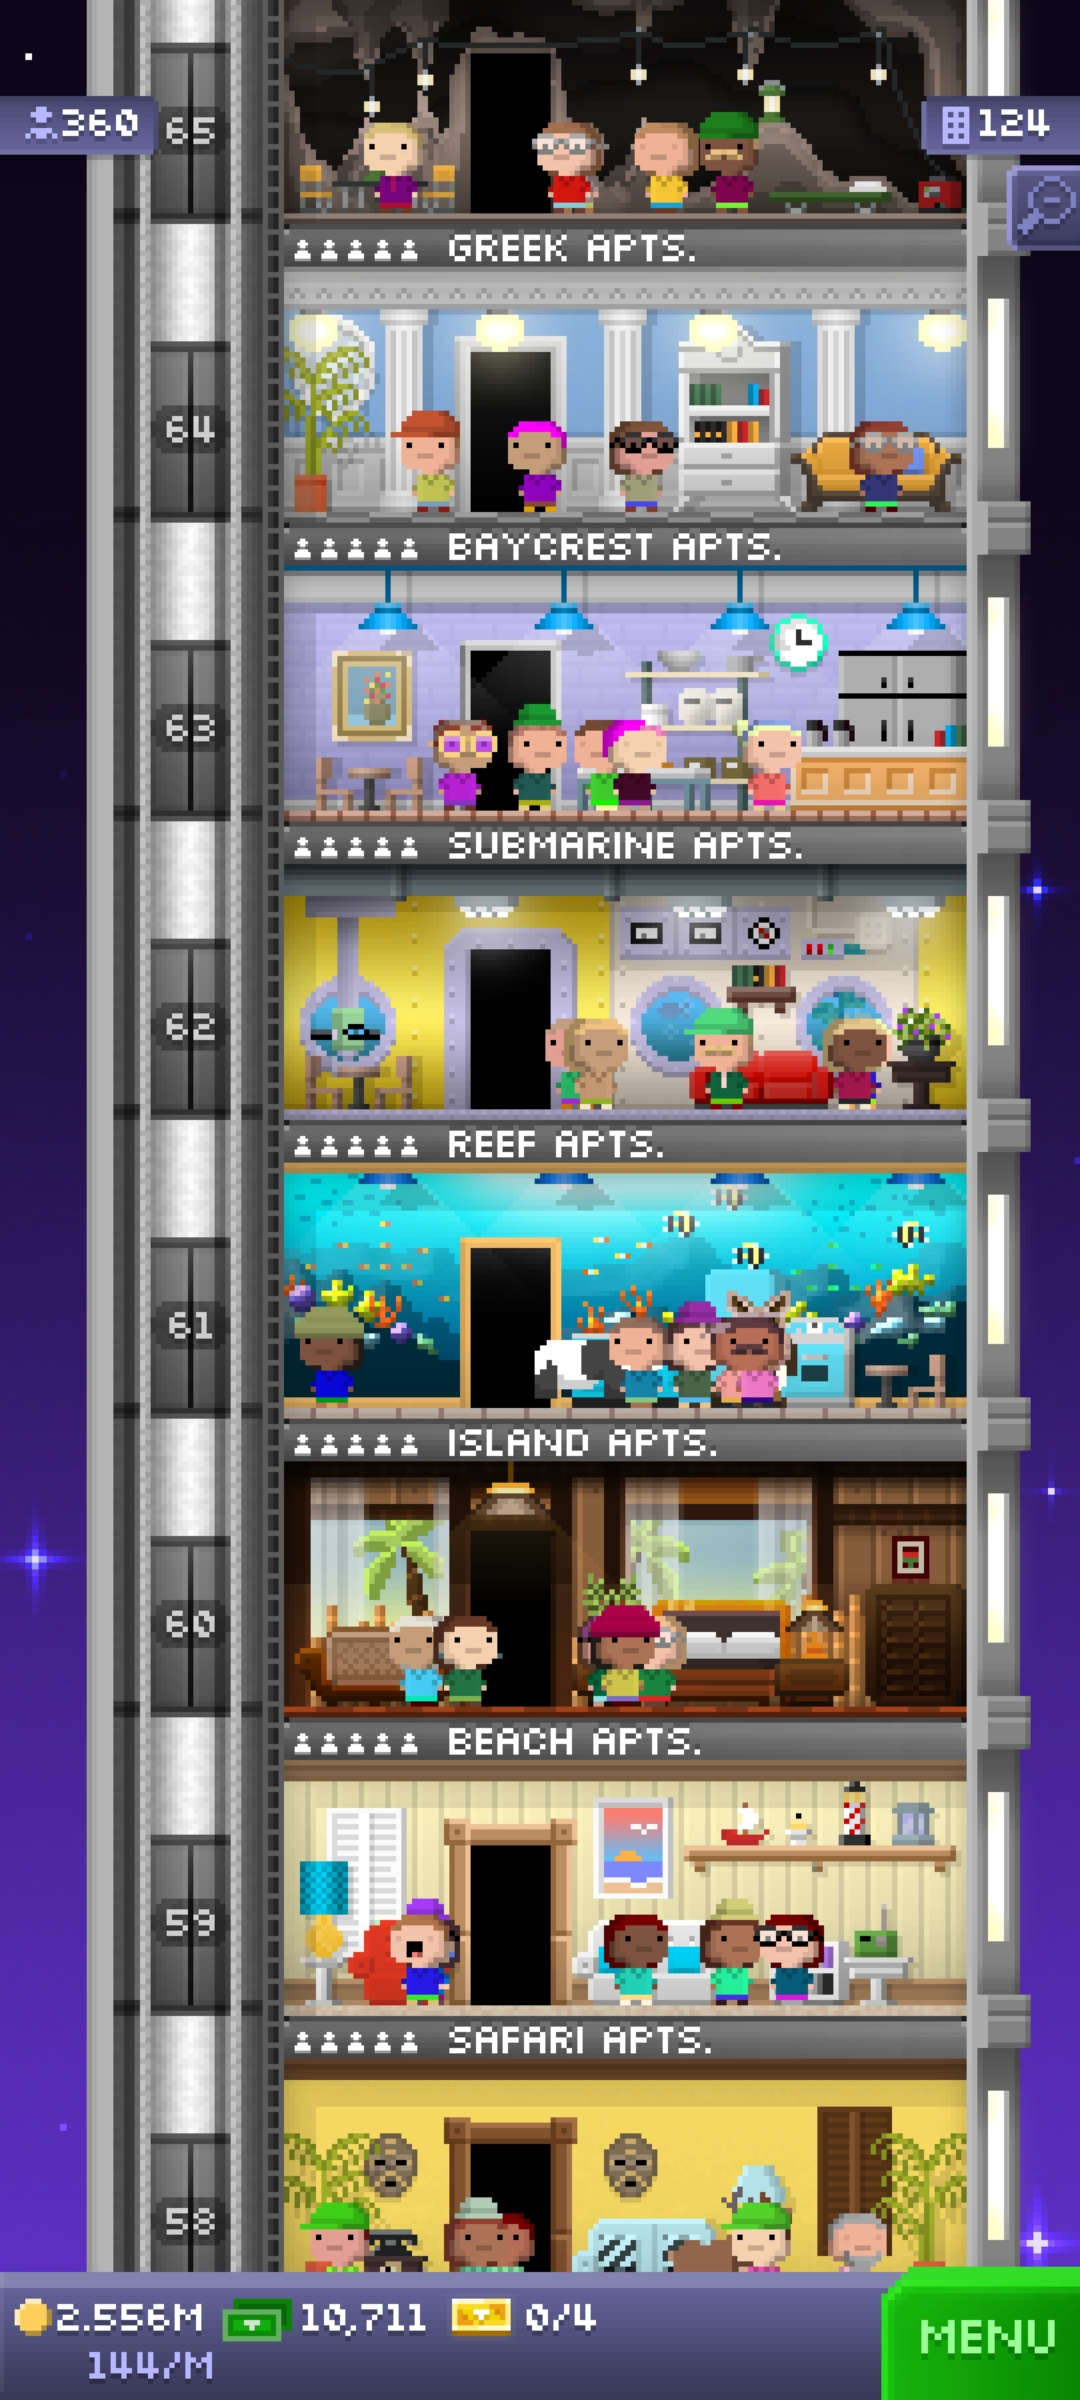 360
65
124
GREEK APTS.
64
BAYCREST APTS.
63
SUBMARINE APTS.
62
REEF APTS.
61
ISLAND APTS.
60
BEACH APTS.
59
SAFARI APTS.
58
2.556M 10,711 0/4
144/M
MENU